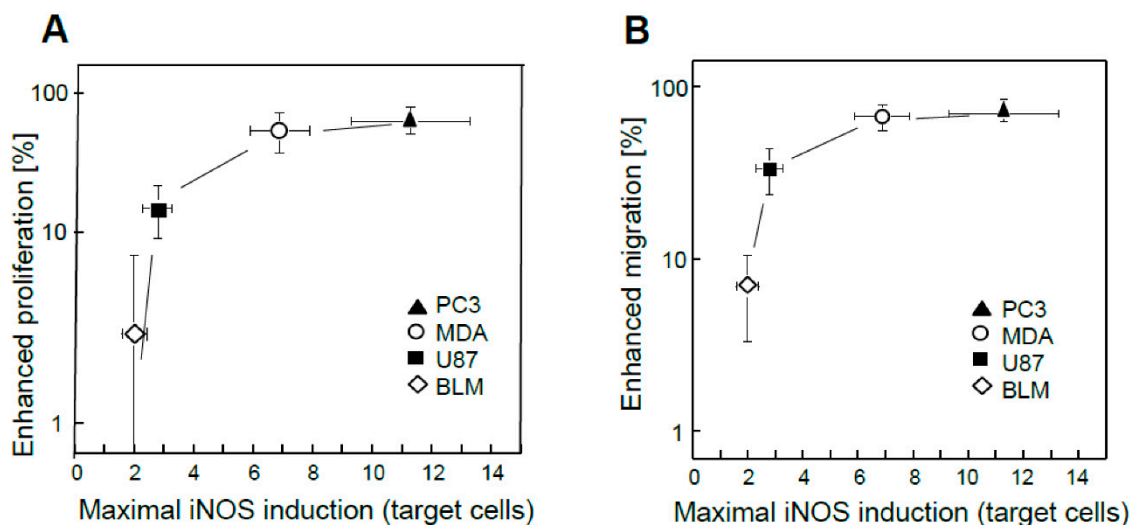 A
Enhanced proliferation [%]
100
10
1
PC3
MDA
U87
BLM
0 2 4 6 8 10 12 14
Maximal iNOS induction (target cells)
B
Enhanced migration [%]
100
10
1
PC3
MDA
U87
BLM
0 2 4 6 8 10 12 14
Maximal iNOS induction (target cells)